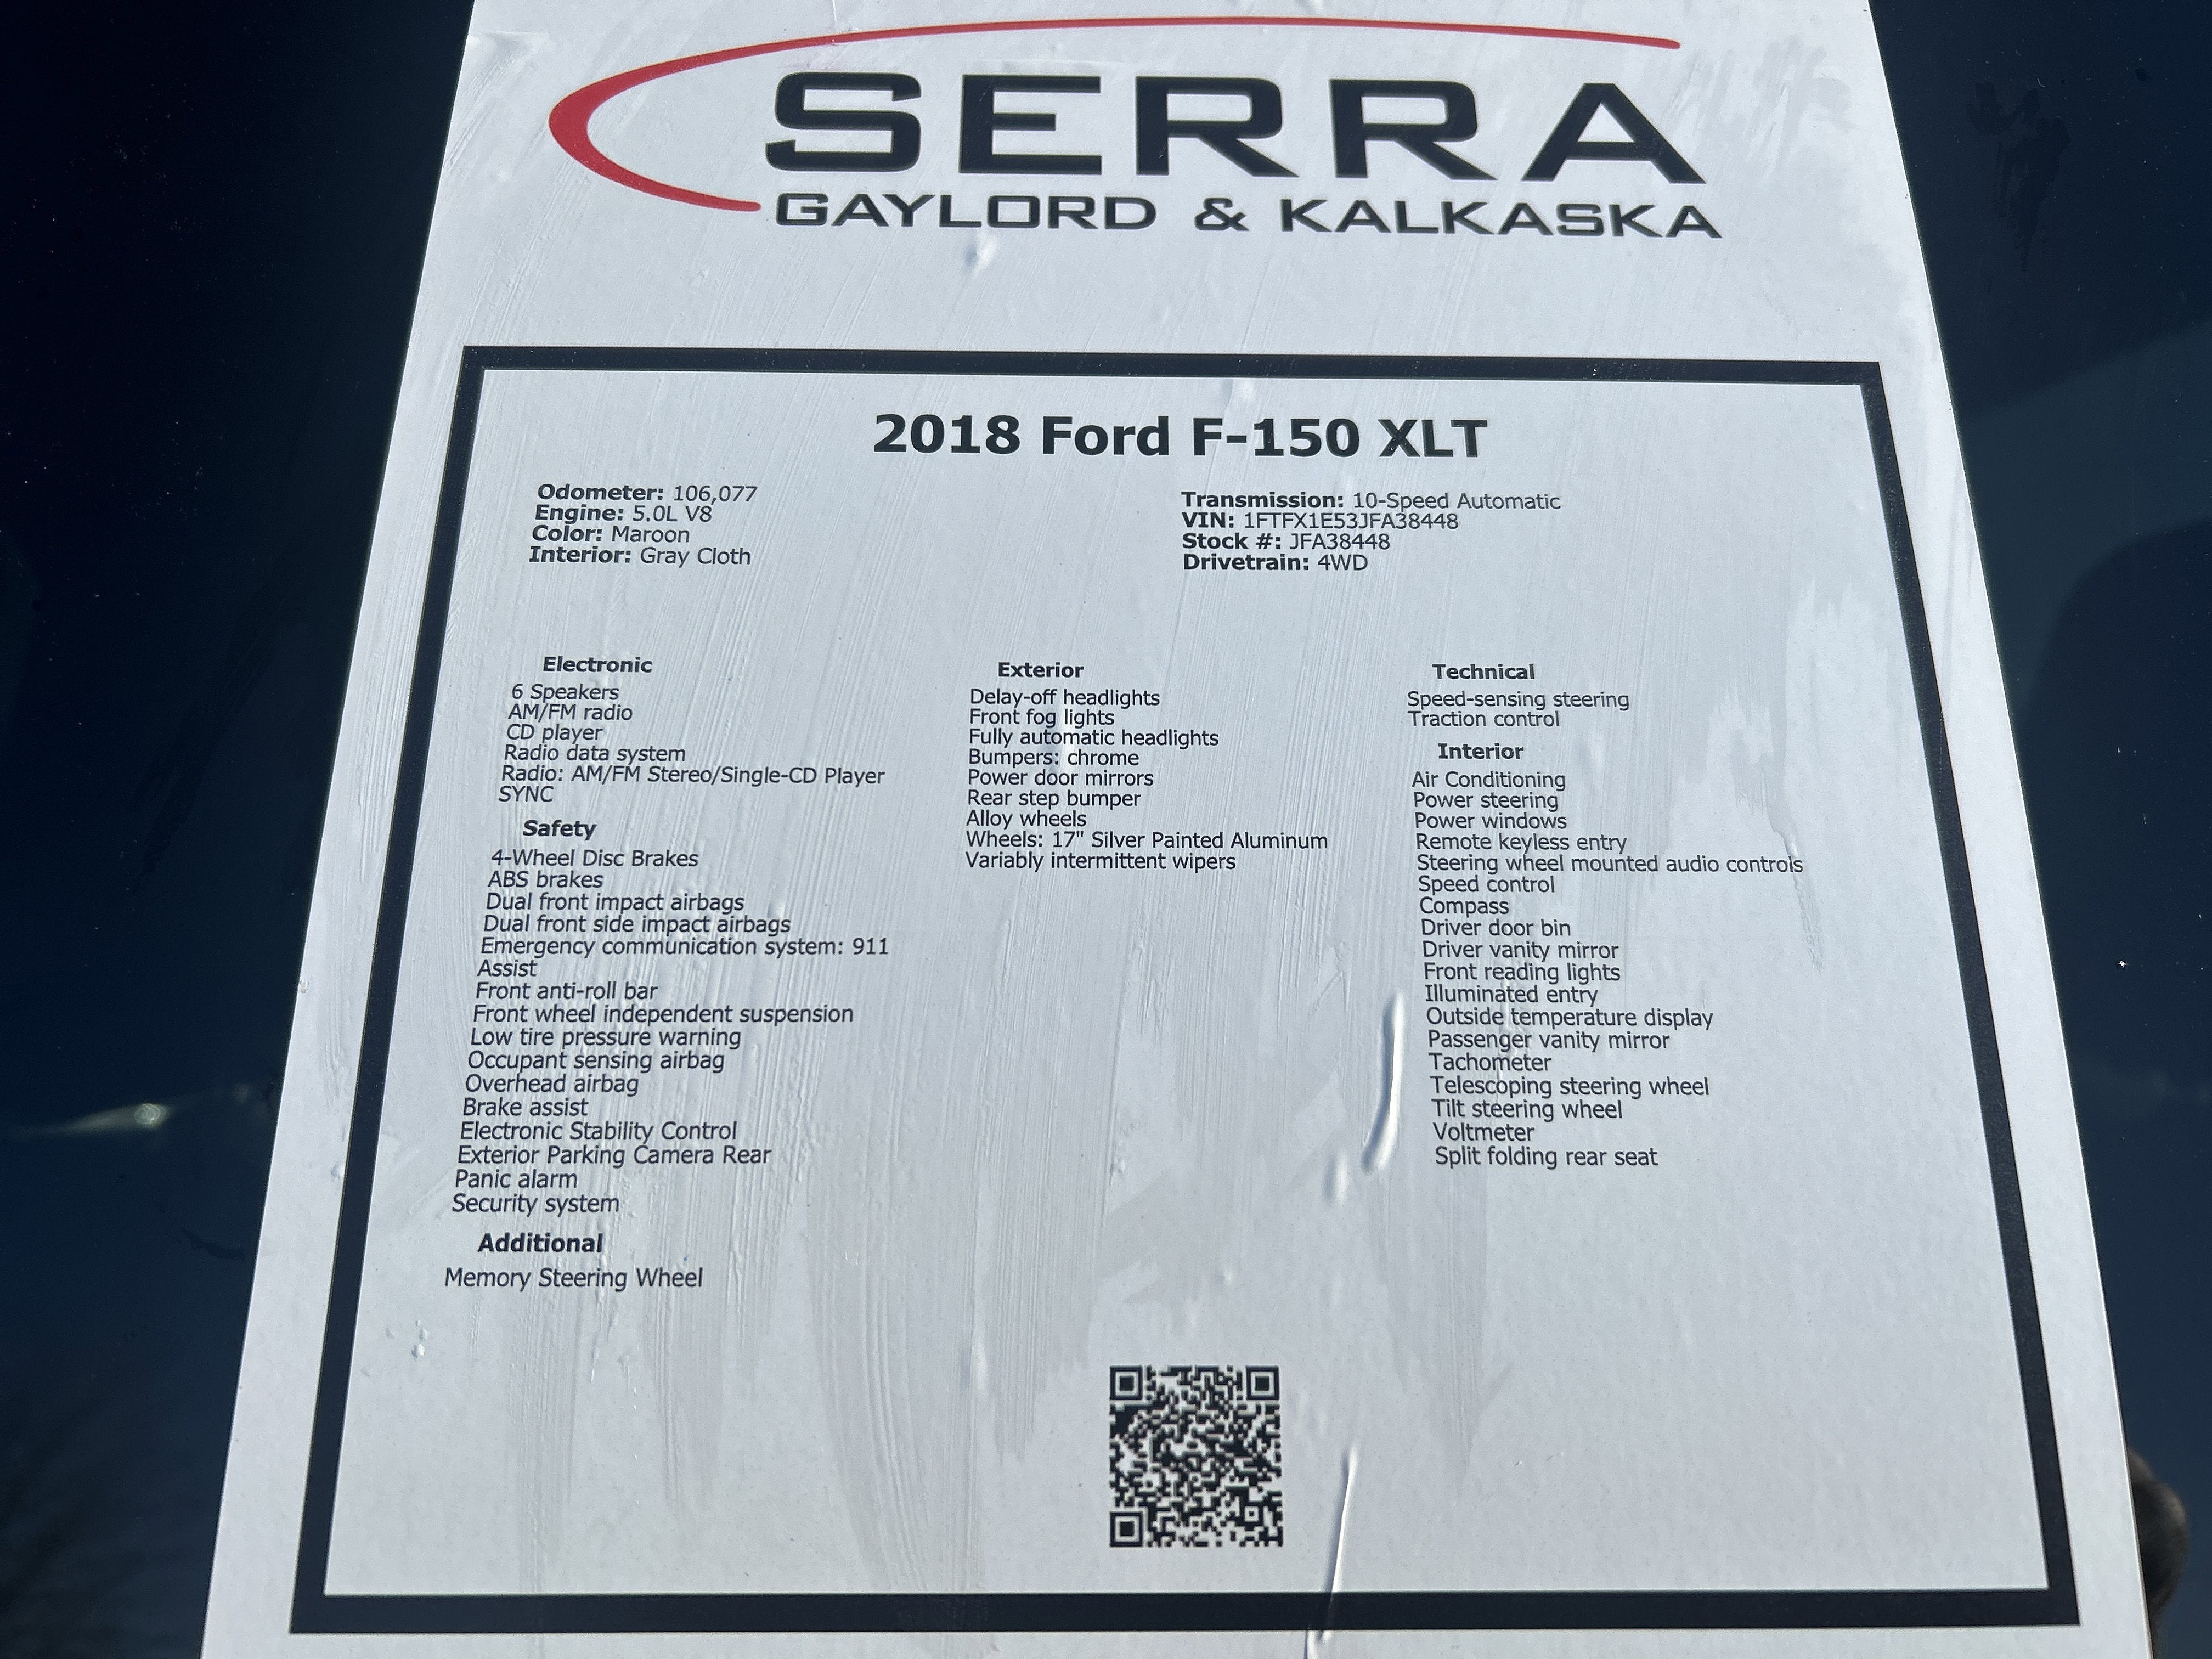 SERRA
GAYLORD & KALKASKA
2018 Ford F-150 XLT
Odometer: 106,077
Engine: 5.0L V8
Color: Maroon
Interior: Gray Cloth
Transmission: 10-Speed Automatic
VIN: 1FTFX1E53JFA38448
Stock #: JFA38448
Drivetrain: 4WD
Electronic
6 Speakers
AM/FM radio
CD player
Radio data system
Radio: AM/FM Stereo/Single-CD Player
SYNC
Safety
4-Wheel Disc Brakes
ABS brakes
Dual front impact airbags
Dual front side impact airbags
Emergency communication system: 911
Assist
Front anti-roll bar
Front wheel independent suspension
Low tire pressure warning
Occupant sensing airbag
Overhead airbag
Brake assist
Electronic Stability Control
Exterior Parking Camera Rear
Panic alarm
Security system
Additional
Memory Steering Wheel
Exterior
Delay-off headlights
Front fog lights
Fully automatic headlights
Bumpers: chrome
Power door mirrors
Rear step bumper
Alloy wheels
Wheels: 17" Silver Painted Aluminum
Variably intermittent wipers
Technical
Speed-sensing steering
Traction control
Interior
Air Conditioning
Power steering
Power windows
Remote keyless entry
Steering wheel mounted audio controls
Speed control
Compass
Driver door bin
Driver vanity mirror
Front reading lights
Illuminated entry
Outside temperature display
Passenger vanity mirror
Tachometer
Telescoping steering wheel
Tilt steering wheel
Voltmeter
Split folding rear seat